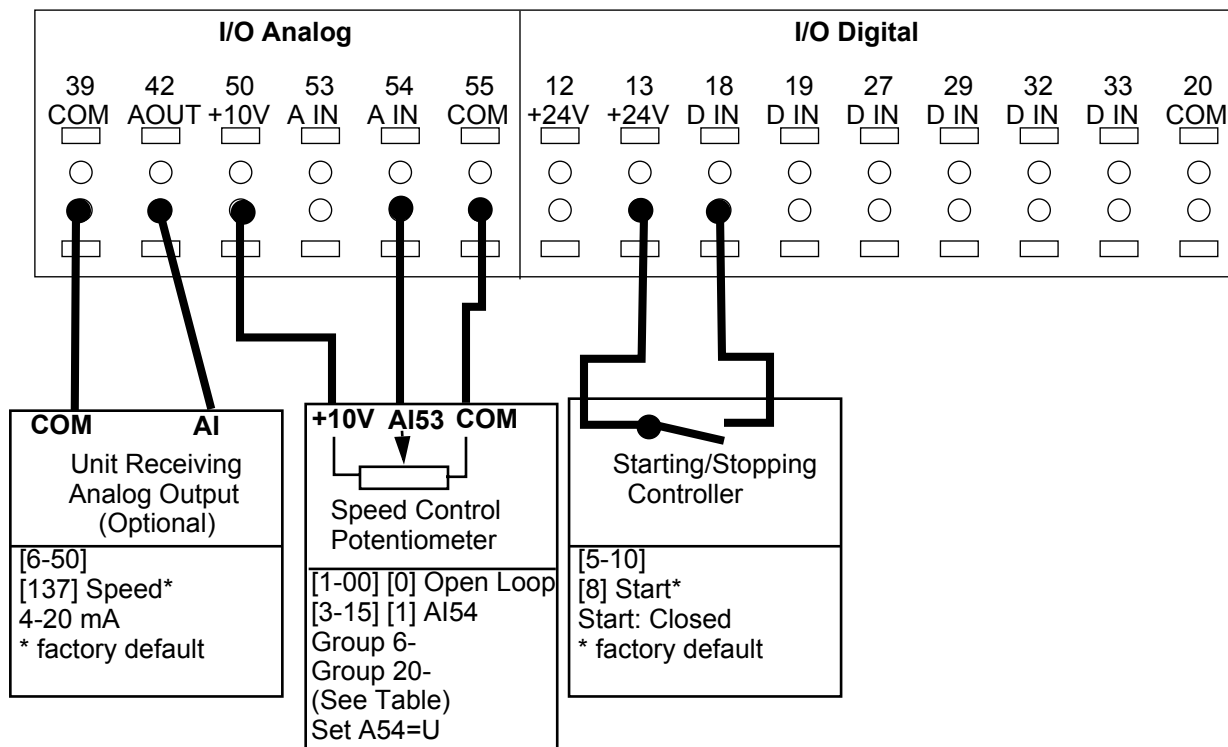 I/O Analog
I/O Digital
39 42 50 53 54 55 12 13 18 19 27 29 32 33 20
COM AOUT +10V A IN A IN COM +24V +24V D IN D IN D IN D IN D IN D IN COM
COM AI
Unit Receiving
Analog Output
(Optional)
[6-50]
[137] Speed*
4-20 mA
* factory default
+10V AI53 COM
Speed Control
Potentiometer
[1-00] [0] Open Loop
[3-15] [1] AI54
Group 6-
Group 20-
(See Table)
Set A54=U
Starting/Stopping
Controller
[5-10]
[8] Start*
Start: Closed
* factory default